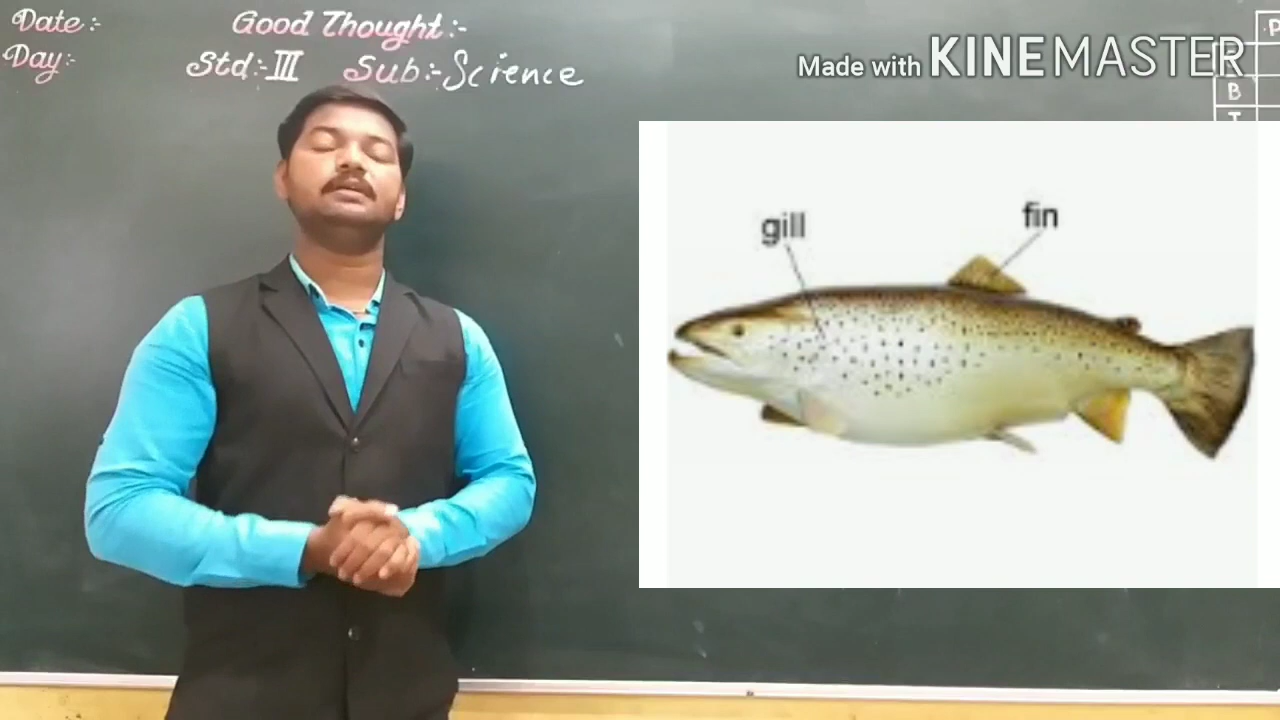 Date:-
Good Thought:-
Day:-
Std:-III Sub:-Science
Made with KINEMASTER
P
B
T
gill
fin